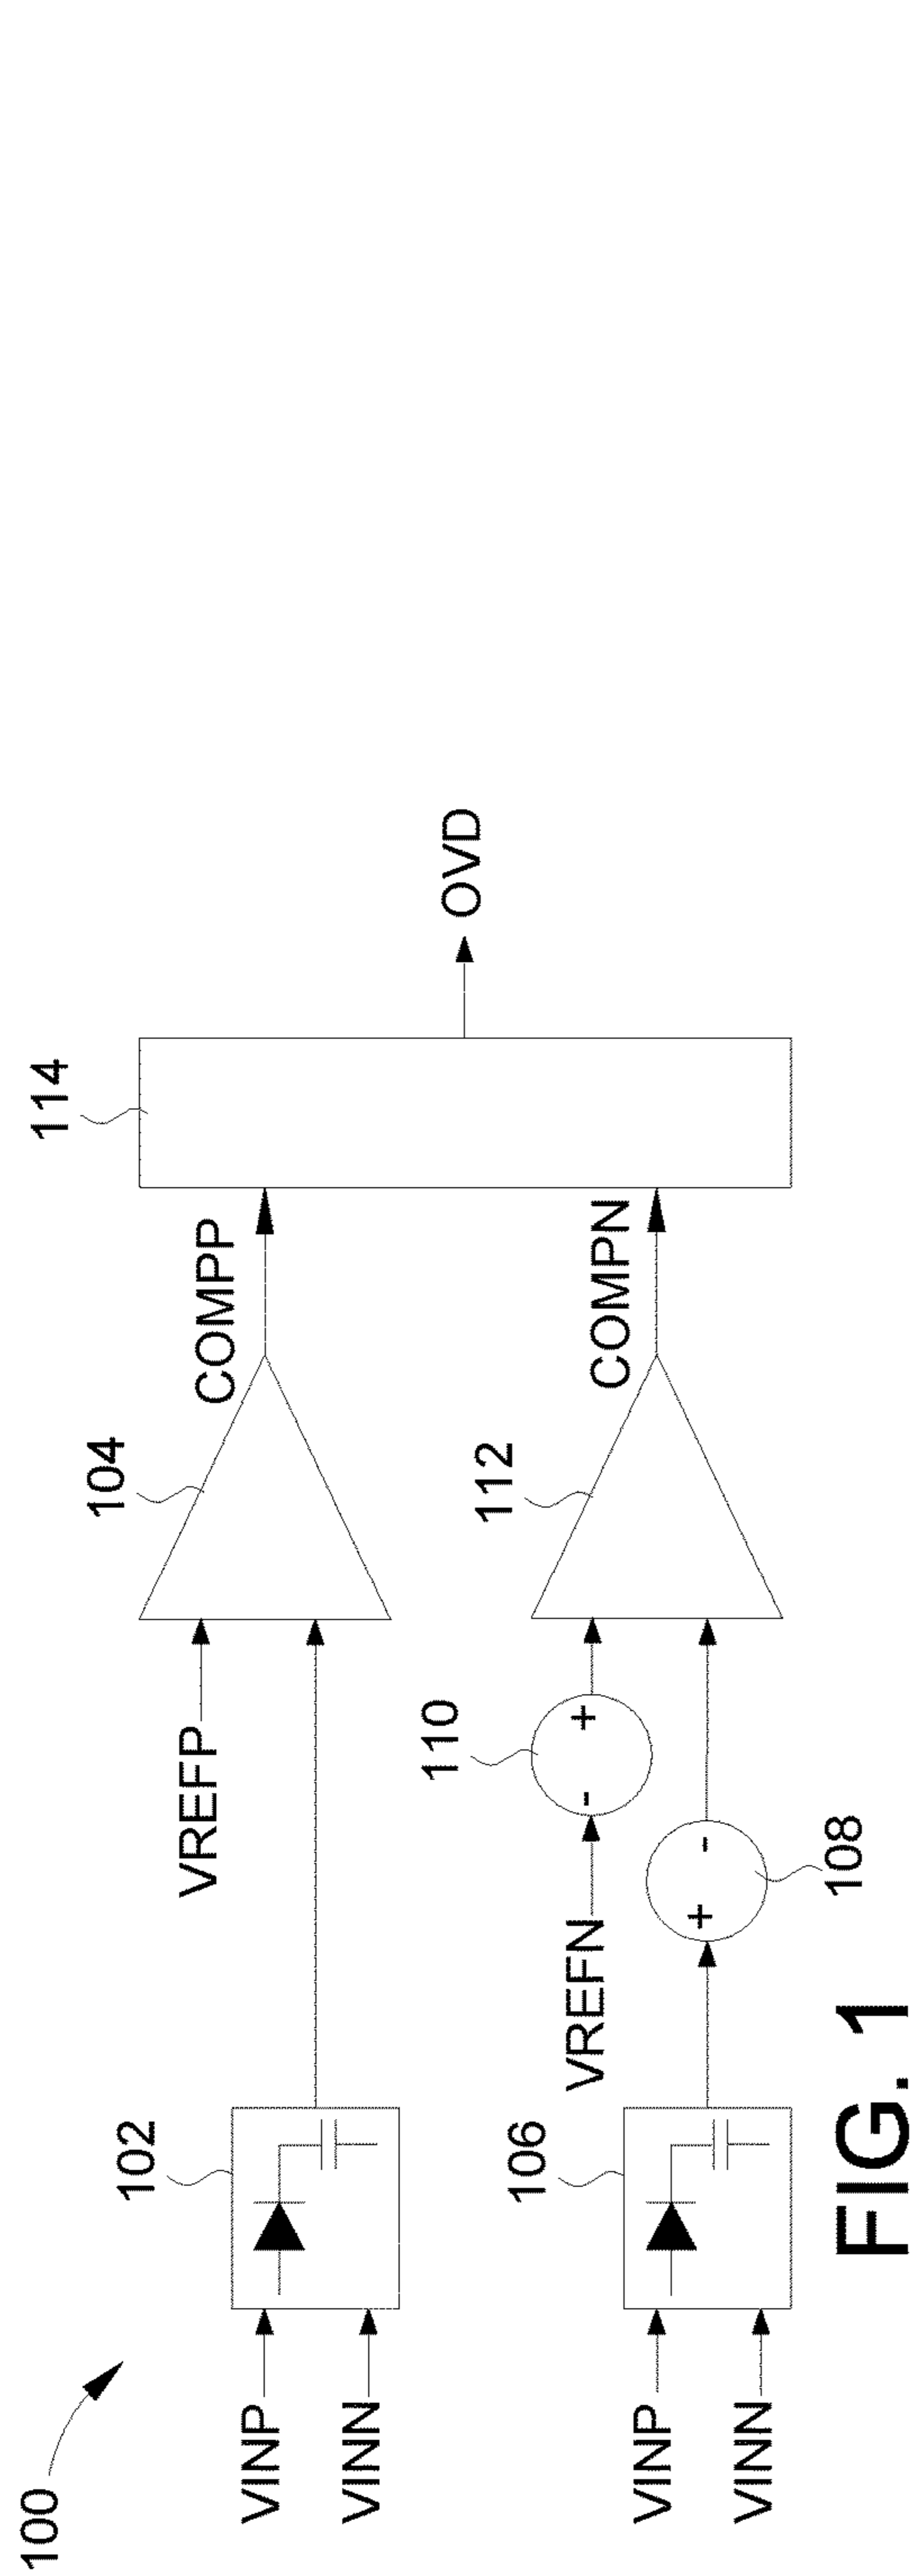 100
VINP
VINN
102
VREFP
104
COMPP
114
OVD
VINP
VINN
106
VREFN
-
+
110
+
-
108
112
COMPN
FIG. 1